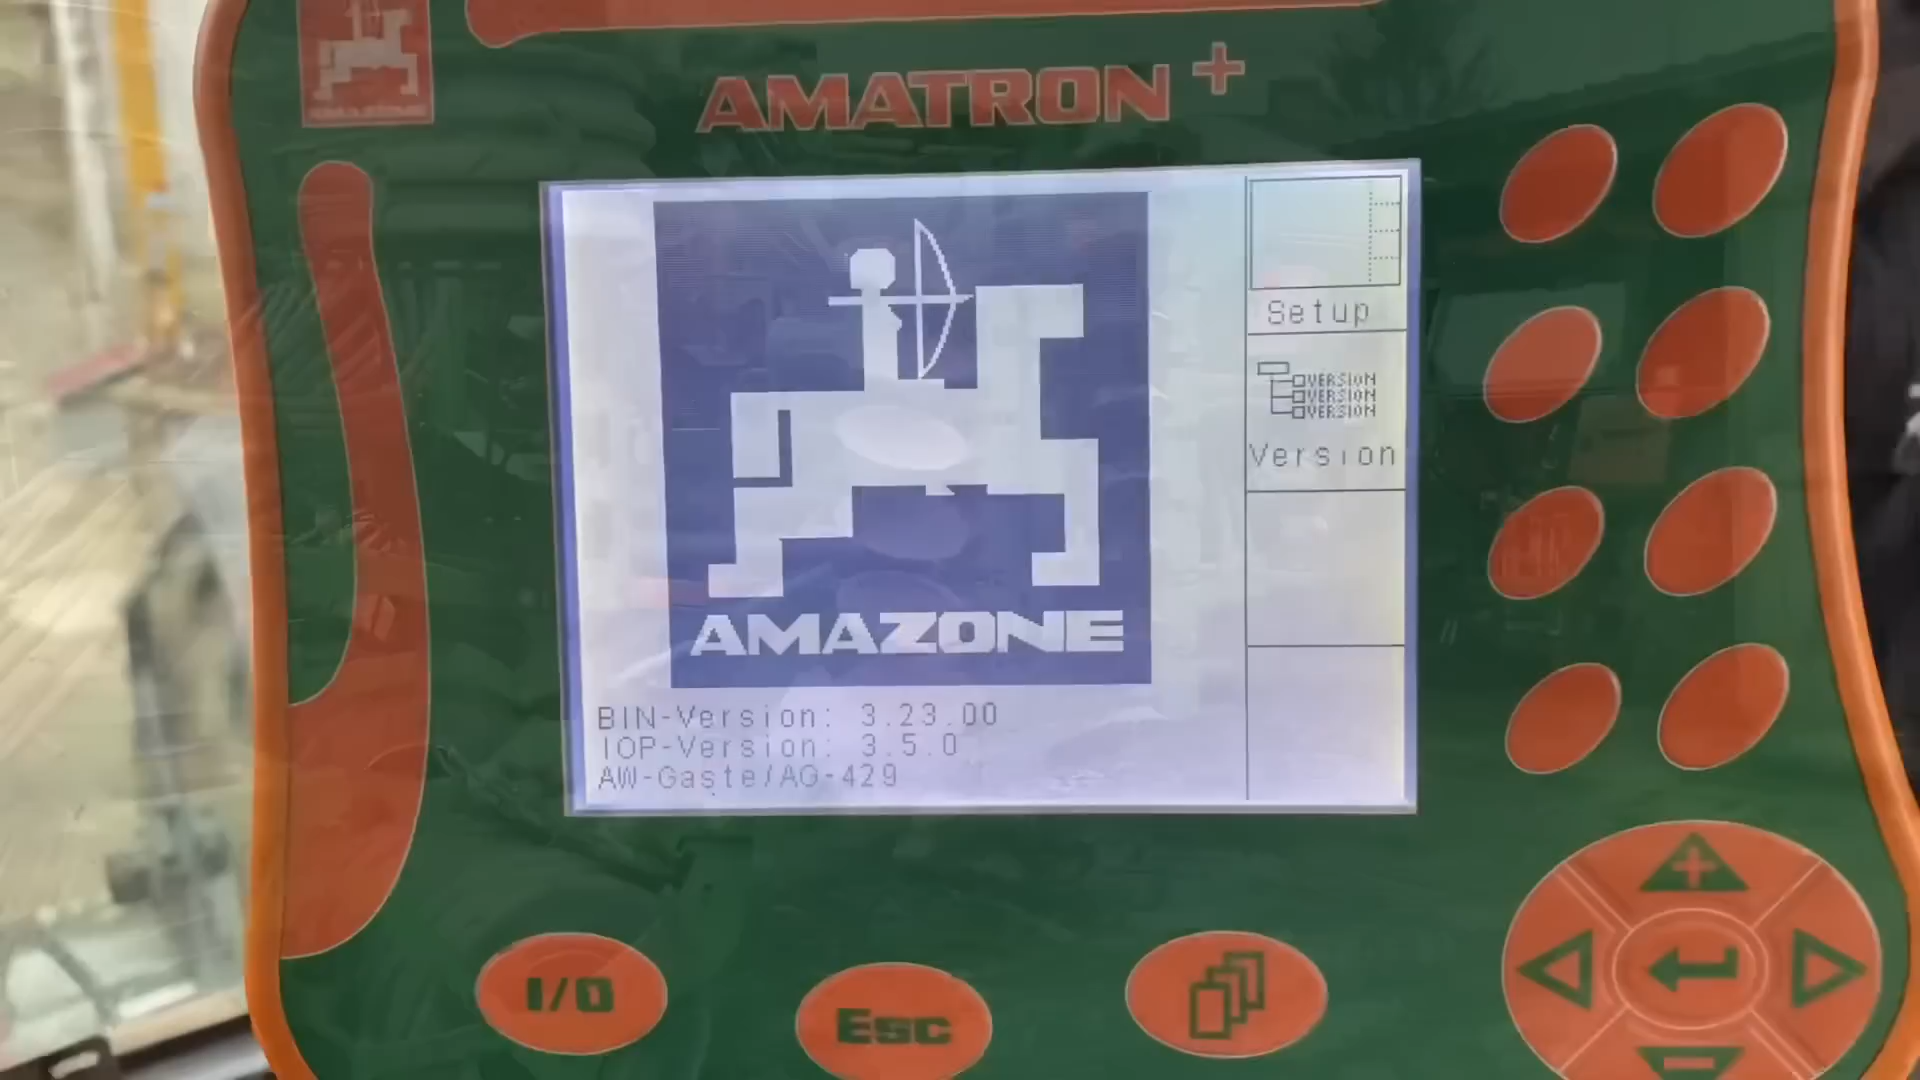 AMATRON+
Setup
VERSION
VERSION
VERSION
Version
AMAZONE
BIN-Version: 3.23.00
IOP-Version: 3.5.0
AW-Gaste/AG-429
I/O
Esc